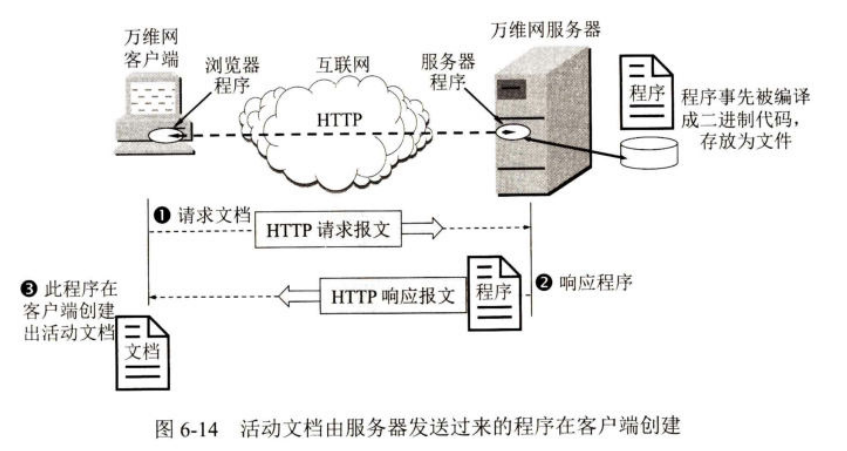 万维网
客户端
浏览器
程序
互联网
HTTP
服务器
程序
万维网服务器
程序
程序事先被编译
成二进制代码,
存放为文件
❶ 请求文档
HTTP 请求报文
❷ 响应程序
HTTP 响应报文
程序
❸ 此程序在
客户端创建
出活动文档
文档
图 6-14 活动文档由服务器发送过来的程序在客户端创建